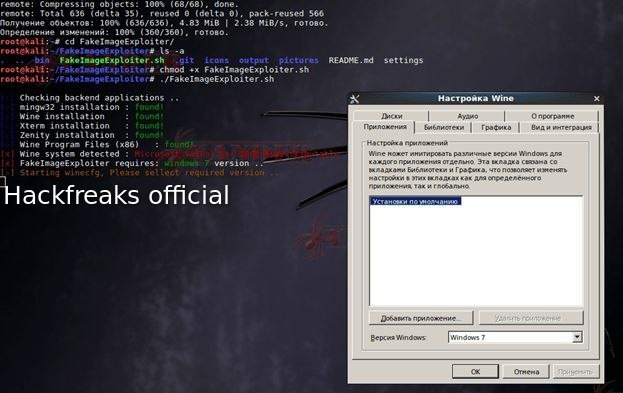 remote: Compressing objects: 100% (68/68), done.
remote: Total 636 (delta 35), reused 0 (delta 0), pack-reused 566
Получение объектов: 100% (636/636), 4.83 MiB | 2.38 MiB/s, готово.
Определение изменений: 100% (360/360), готово.
root@kali:~# cd FakeImageExploiter/
root@kali:~/FakeImageExploiter# ls -a
. .. bin FakeImageExploiter.sh .git icons output pictures README.md settings
root@kali:~/FakeImageExploiter# chmod +x FakeImageExploiter.sh
root@kali:~/FakeImageExploiter# ./FakeImageExploiter.sh
Checking backend applications ..
mingw32 installation : found!
Wine installation : found!
Xterm installation : found!
Zenity installation : found!
Wine Program Files (x86) : found!
[x] Wine system detected :
[x] FakeImageExploiter requires: windows 7 version ..
[-] Starting winecfg, Please sellect required version ..
Hackfreaks official
Настройка Wine
Диски Аудио О программе
Приложения Библиотеки Графика Вид и интеграция
Настройка приложений
Wine может имитировать различные версии Windows для
каждого приложения отдельно. Эта вкладка связана со
вкладками Библиотеки и Графика, что позволяет изменять
настройки в этих вкладках как для определённого
приложения, так и глобально.
Установки по умолчанию
Добавить приложение... Удалить приложение
Версия Windows: Windows 7
OK Отмена Применить